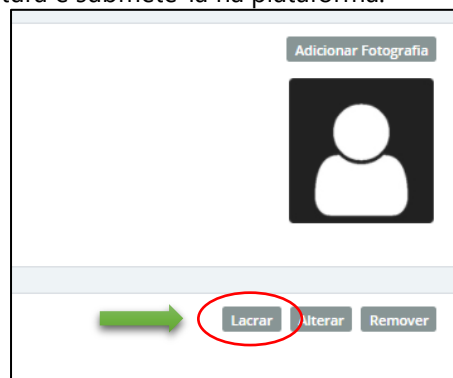 submetê-la na plataforma.
Adicionar Fotografia
Lacrar Alterar Remover